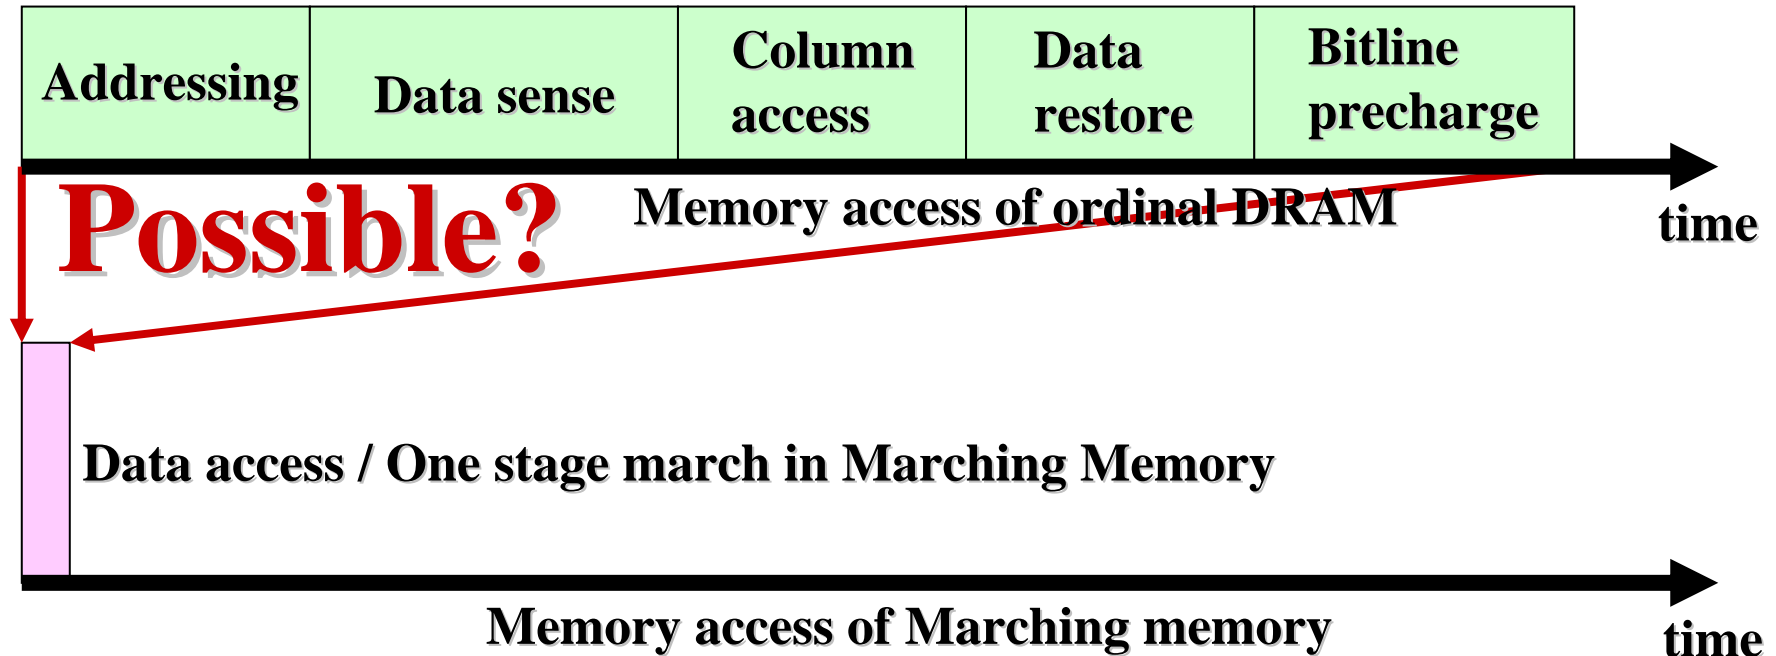 Addressing
Data sense
Column
access
Data
restore
Bitline
precharge
Possible?
Memory access of ordinal DRAM
time
Data access / One stage march in Marching Memory
Memory access of Marching memory
time